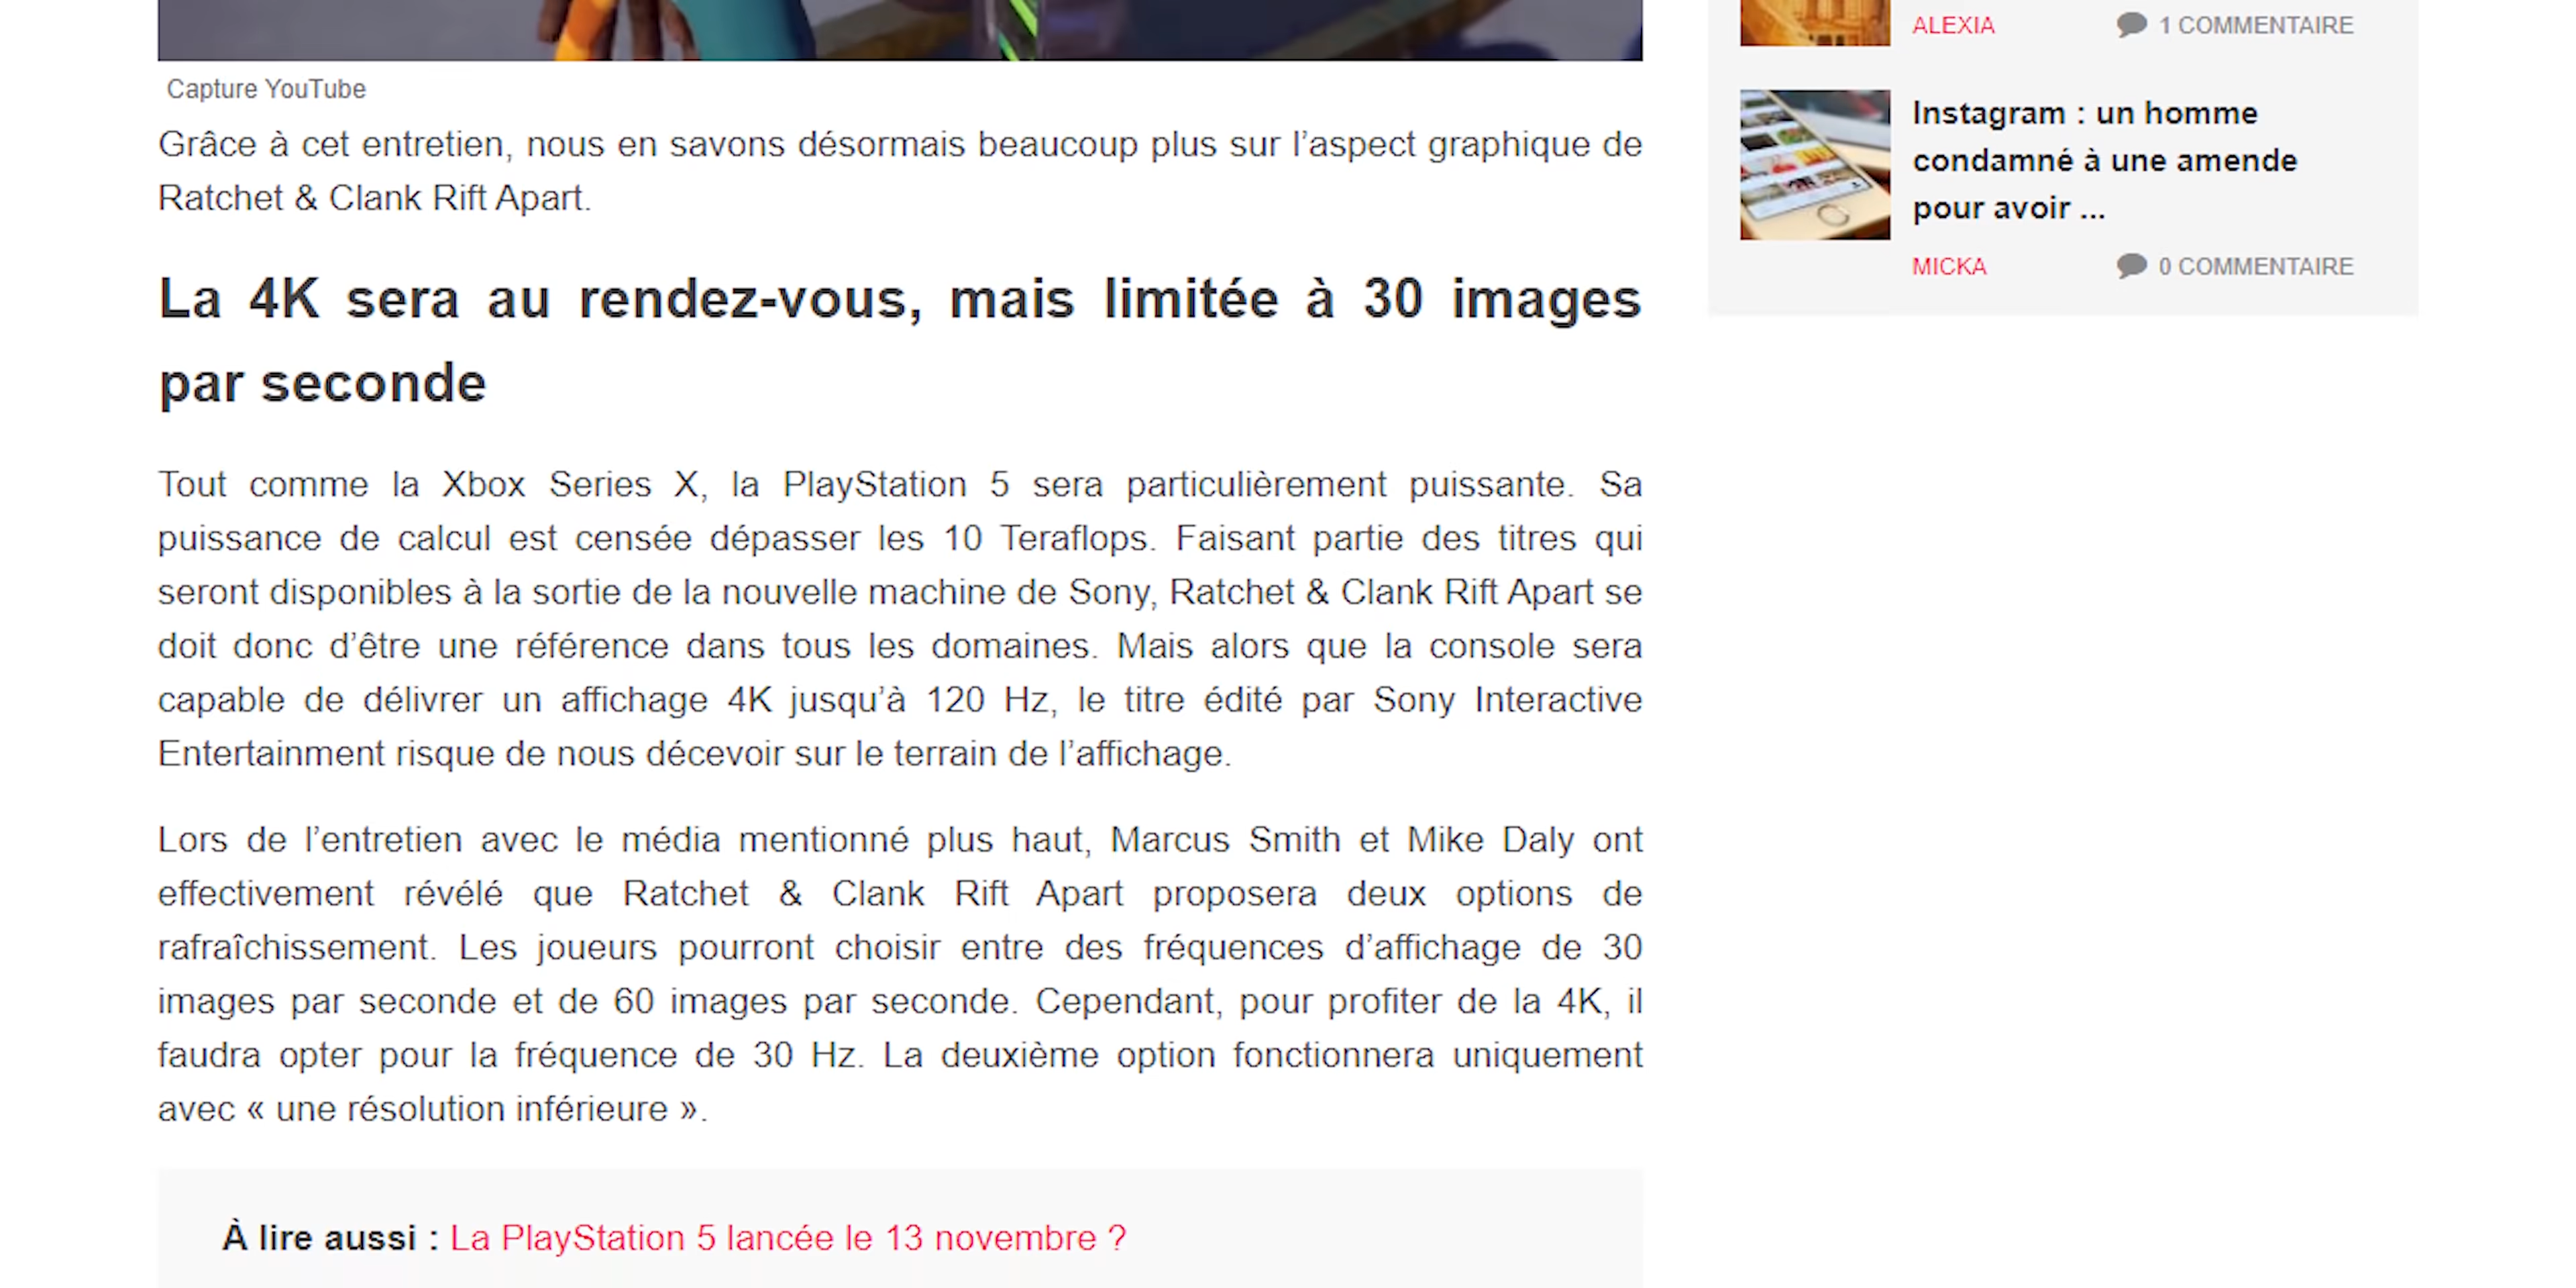 Capture YouTube
Grâce à cet entretien, nous en savons désormais beaucoup plus sur l’aspect graphique de
Ratchet & Clank Rift Apart.
La 4K sera au rendez-vous, mais limitée à 30 images
par seconde
Tout comme la Xbox Series X, la PlayStation 5 sera particulièrement puissante. Sa
puissance de calcul est censée dépasser les 10 Teraflops. Faisant partie des titres qui
seront disponibles à la sortie de la nouvelle machine de Sony, Ratchet & Clank Rift Apart se
doit donc d’être une référence dans tous les domaines. Mais alors que la console sera
capable de délivrer un affichage 4K jusqu’à 120 Hz, le titre édité par Sony Interactive
Entertainment risque de nous décevoir sur le terrain de l’affichage.
Lors de l’entretien avec le média mentionné plus haut, Marcus Smith et Mike Daly ont
effectivement révélé que Ratchet & Clank Rift Apart proposera deux options de
rafraîchissement. Les joueurs pourront choisir entre des fréquences d’affichage de 30
images par seconde et de 60 images par seconde. Cependant, pour profiter de la 4K, il
faudra opter pour la fréquence de 30 Hz. La deuxième option fonctionnera uniquement
avec « une résolution inférieure ».
À lire aussi : La PlayStation 5 lancée le 13 novembre ?
ALEXIA
1 COMMENTAIRE
Instagram : un homme
condamné à une amende
pour avoir ...
MICKA
0 COMMENTAIRE